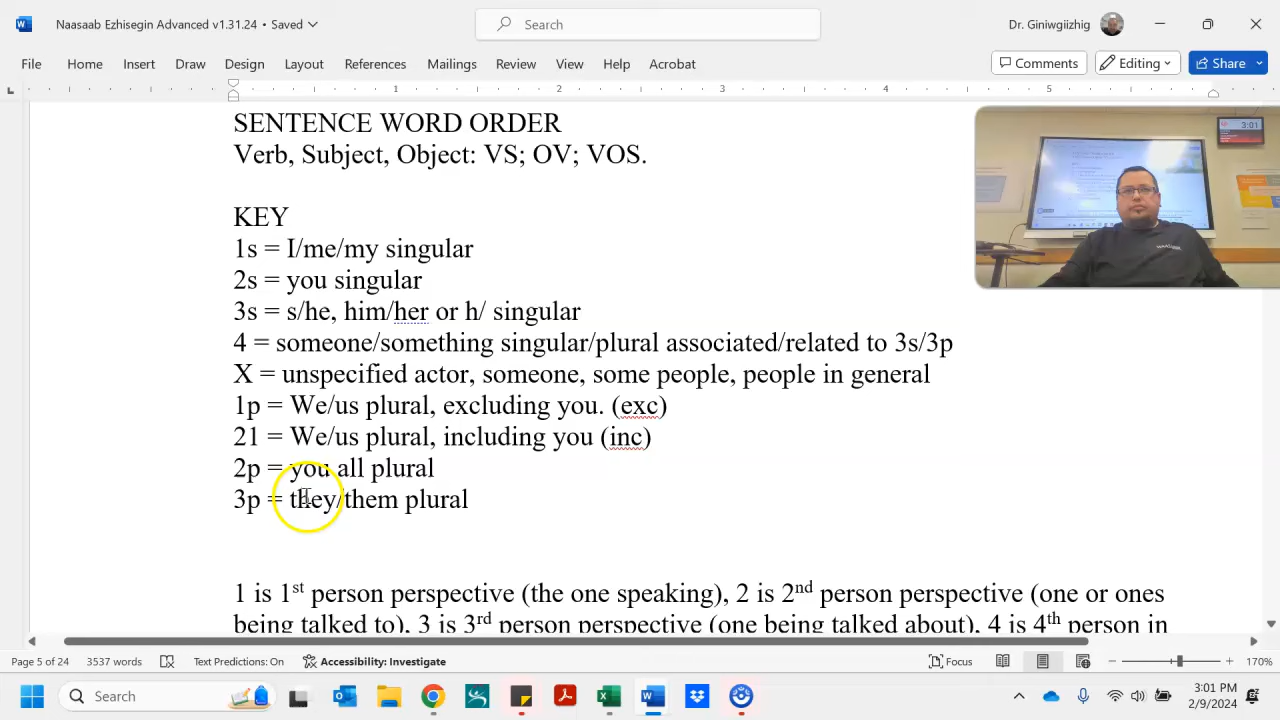 Naasaab Ezhisegin Advanced v1.31.24 • Saved
Search
Dr. Giniwgiizhig
File Home Insert Draw Design Layout References Mailings Review View Help Acrobat
Comments Editing Share
1 2 3 4 5
SENTENCE WORD ORDER
Verb, Subject, Object: VS; OV; VOS.
3:01
KEY
1s = I/me/my singular
2s = you singular
3s = s/he, him/her or h/ singular
4 = someone/something singular/plural associated/related to 3s/3p
X = unspecified actor, someone, some people, people in general
1p = We/us plural, excluding you. (exc)
21 = We/us plural, including you (inc)
2p = you all plural
3p = they/them plural
1 is 1st person perspective (the one speaking), 2 is 2nd person perspective (one or ones
being talked to), 3 is 3rd person perspective (one being talked about), 4 is 4th person in
Page 5 of 24 3537 words Text Predictions: On Accessibility: Investigate Focus 170%
Search
3:01 PM
2/9/2024